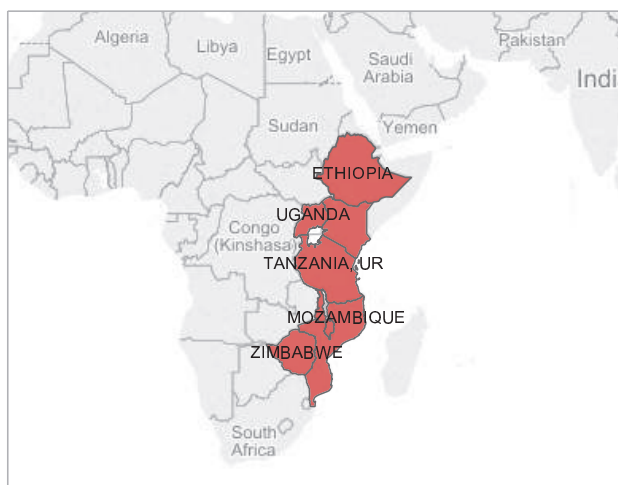 Algeria
Libya
Egypt
Pakistan
Saudi
Arabia
Indi
Sudan
Yemen
ETHIOPIA
UGANDA
Congo
(Kinshasa)
TANZANIA, UR
MOZAMBIQUE
ZIMBABWE
South
Africa